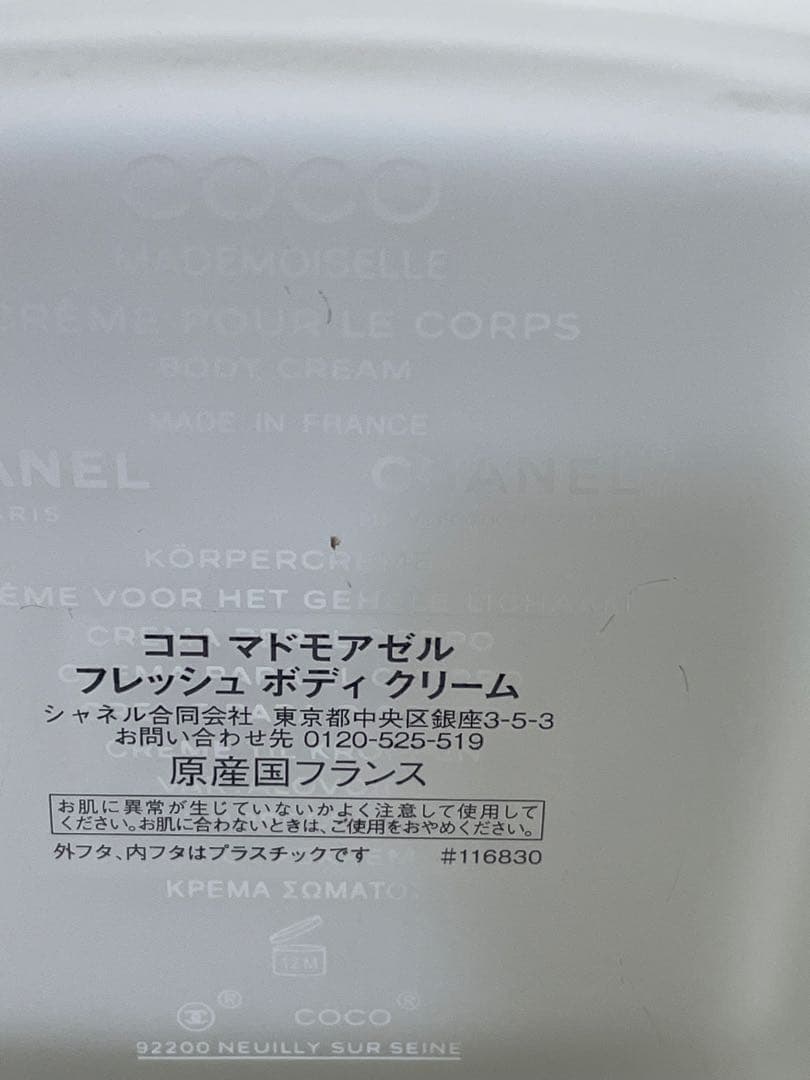 COCO
MADEMOISELLE
CRÈME POUR LE CORPS
BODY CREAM
MADE IN FRANCE
ANEL CHANEL
ARIS
KÖRPERCREME
ÈME VOOR HET GEHELE LICHAAM
CREMA
ココ マドモアゼル
フレッシュ ボディ クリーム
シャネル合同会社 東京都中央区銀座3-5-3
お問い合わせ先 0120-525-519
原産国フランス
お肌に異常が生じていないかよく注意して使用して
ください。お肌に合わないときは、ご使用をおやめください。
外フタ、内フタはプラスチックです #116830
ΚΡΕΜΑ ΣΩΜΑΤΟ
12M
® COCO ®
92200 NEUILLY SUR SEINE